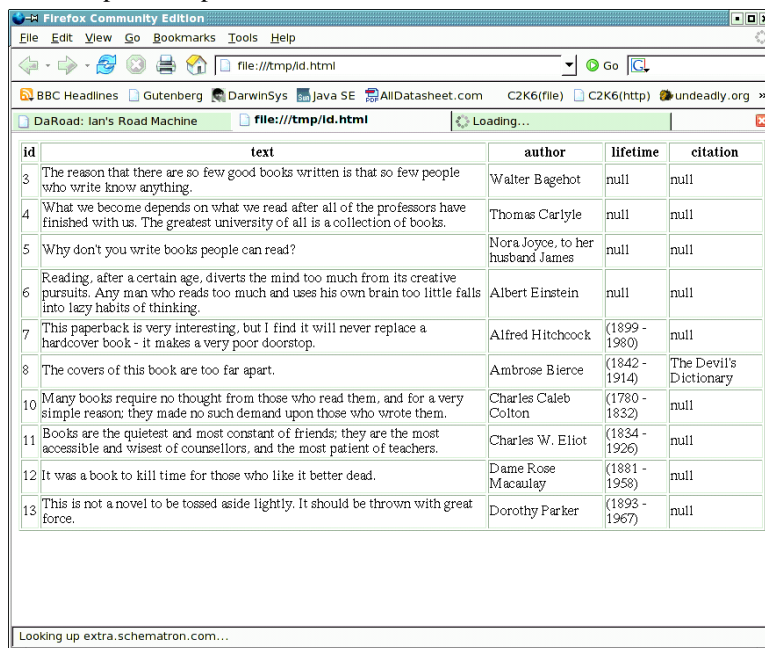 Firefox Community Edition
File Edit View Go Bookmarks Tools Help
file:///tmp/id.html Go G
BBC Headlines Gutenberg DarwinSys Java SE AllDatasheet.com C2K6(file) C2K6(http) undeadly.org »
DaRoad: Ian's Road Machine file:///tmp/id.html Loading...
id text author lifetime citation
3 The reason that there are so few good books written is that so few people
who write know anything. Walter Bagehot null null
4 What we become depends on what we read after all of the professors have
finished with us. The greatest university of all is a collection of books. Thomas Carlyle null null
5 Why don't you write books people can read? Nora Joyce, to her
husband James null null
6 Reading, after a certain age, diverts the mind too much from its creative
pursuits. Any man who reads too much and uses his own brain too little falls
into lazy habits of thinking. Albert Einstein null null
7 This paperback is very interesting, but I find it will never replace a
hardcover book - it makes a very poor doorstop. Alfred Hitchcock (1899 -
1980) null
8 The covers of this book are too far apart. Ambrose Bierce (1842 -
1914) The Devil's
Dictionary
10 Many books require no thought from those who read them, and for a very
simple reason; they made no such demand upon those who wrote them. Charles Caleb
Colton (1780 -
1832) null
11 Books are the quietest and most constant of friends; they are the most
accessible and wisest of counsellors, and the most patient of teachers. Charles W. Eliot (1834 -
1926) null
12 It was a book to kill time for those who like it better dead. Dame Rose
Macaulay (1881 -
1958) null
13 This is not a novel to be tossed aside lightly. It should be thrown with great
force. Dorothy Parker (1893 -
1967) null
Looking up extra.schematron.com...